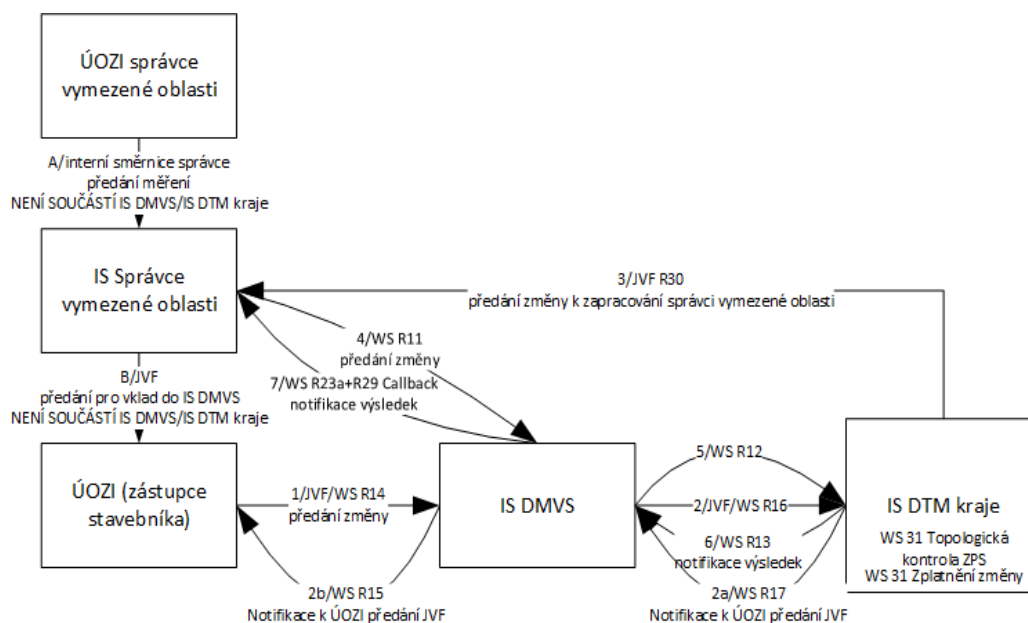 ÚOZI správce
vymezené oblasti
A/interní směrnice správce
předání měření
NENÍ SOUČÁSTÍ IS DMVS/IS DTM kraje
IS Správce
vymezené oblasti
3/JVF R30
předání změny k zapracování správci vymezené oblasti
4/WS R11
předání změny
7/WS R23a+R29 Callback
notifikace výsledek
B/JVF
předání pro vklad do IS DMVS
NENÍ SOUČÁSTÍ IS DMVS/IS DTM kraje
ÚOZI (zástupce
stavebníka)
1/JVF/WS R14
předání změny
2b/WS R15
Notifikace k ÚOZI předání JVF
IS DMVS
5/WS R12
2/JVF/WS R16
6/WS R13
notifikace výsledek
2a/WS R17
Notifikace k ÚOZI předání JVF
IS DTM kraje
WS 31 Topologická
kontrola ZPS
WS 31 Zplatnění změny